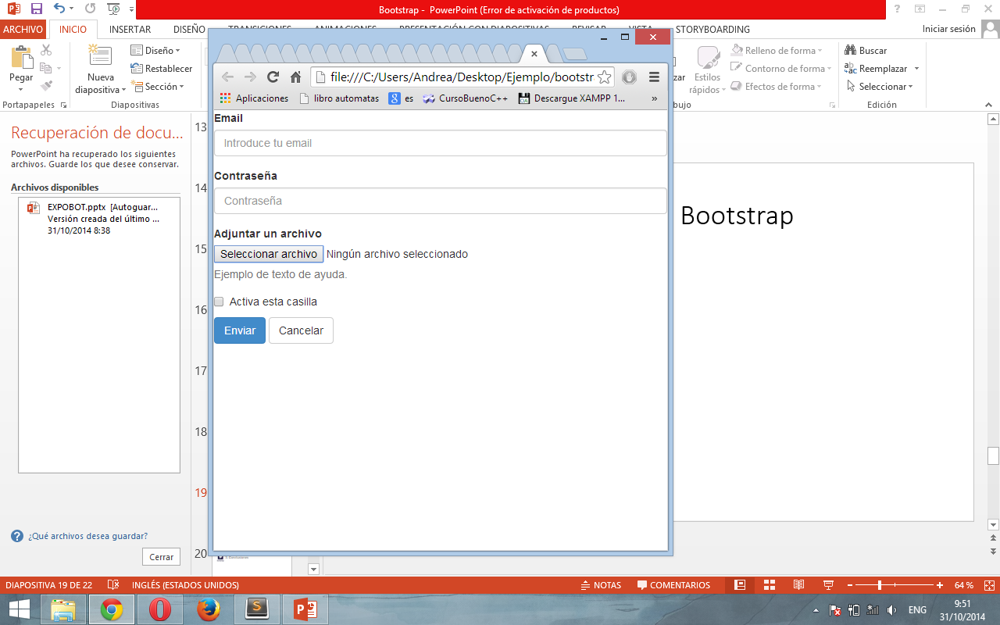 Bootstrap - PowerPoint (Error de activación de productos)
ARCHIVO INICIO INSERTAR DISEÑO TRANSICIONES ANIMACIONES PRESENTACIÓN CON DIAPOSITIVAS REVISAR VISTA STORYBOARDING
Iniciar sesión
Pegar
Nueva diapositiva
Diseño
Restablecer
Sección
Estilos rápidos
Relleno de forma
Contorno de forma
Efectos de forma
Buscar
Reemplazar
Seleccionar
Portapapeles
Diapositivas
Edición
file:///C:/Users/Andrea/Desktop/Ejemplo/bootstr
Aplicaciones libro automatas es CursoBuenoC++ Descargue XAMPP 1... »
Recuperación de docu...
PowerPoint ha recuperado los siguientes
archivos. Guarde los que desee conservar.
Archivos disponibles
EXPOBOT.pptx [Autoguar...
Versión creada del último ...
31/10/2014 8:38
¿Qué archivos desea guardar?
Cerrar
13
14
15
16
17
18
19
20
Email
Introduce tu email
Contraseña
Contraseña
Adjuntar un archivo
Seleccionar archivo Ningún archivo seleccionado
Ejemplo de texto de ayuda.
Activa esta casilla
Enviar Cancelar
Bootstrap
DIAPOSITIVA 19 DE 22 INGLÉS (ESTADOS UNIDOS) NOTAS COMENTARIOS 64 %
ENG
9:51
31/10/2014